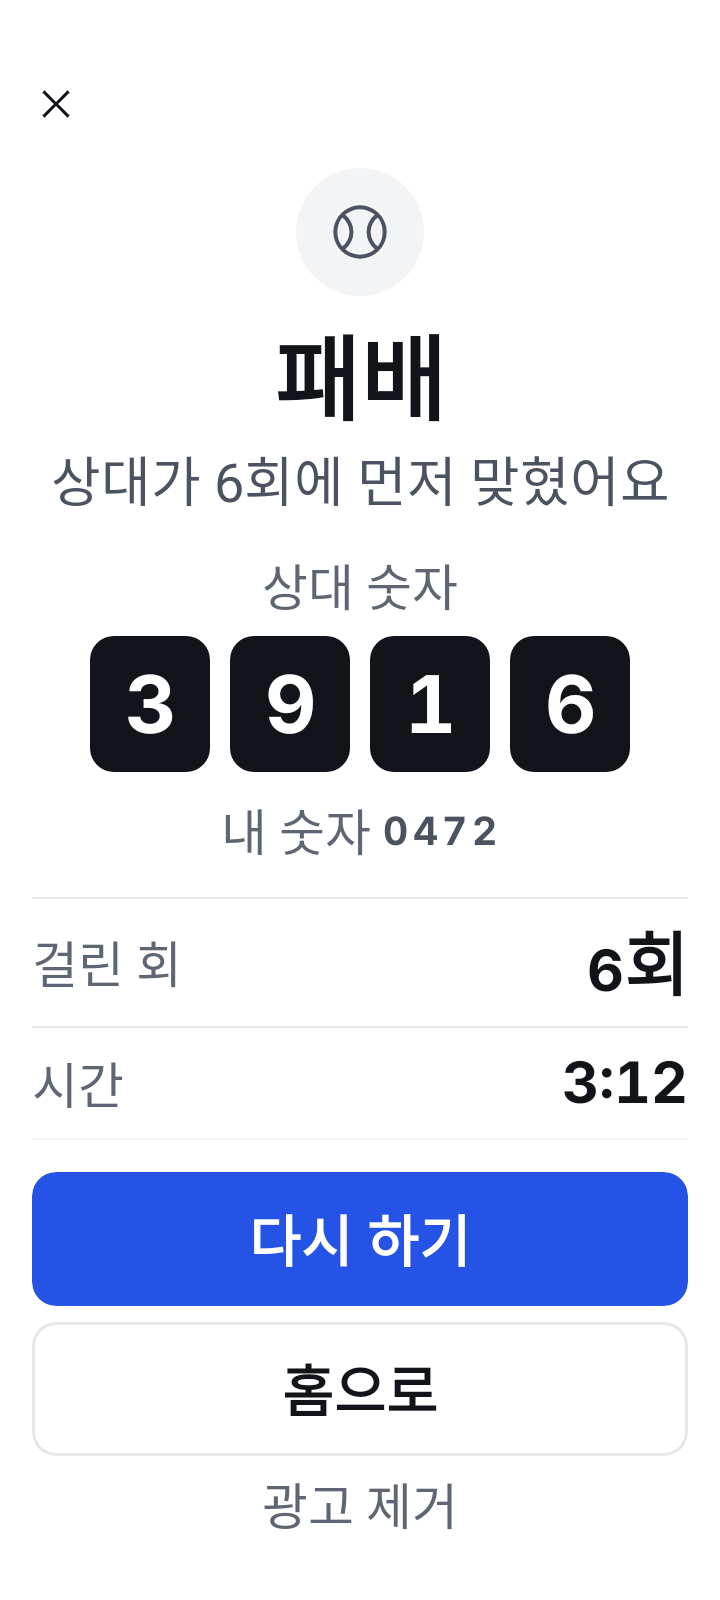 패배
상대가 6회에 먼저 맞혔어요
상대 숫자
3 9 1 6
내 숫자 0472
걸린 회 6회
시간 3:12
다시 하기
홈으로
광고 제거